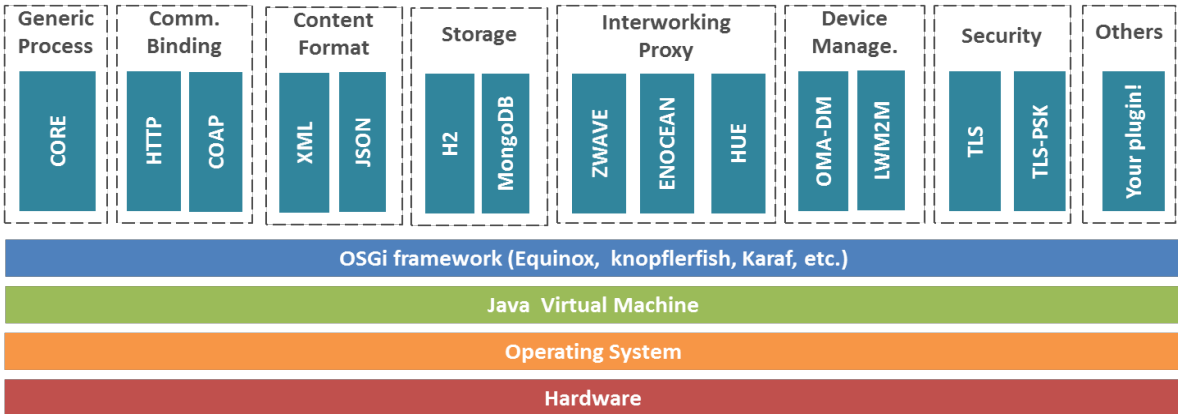 Generic
Process
Comm.
Binding
Content
Format
Storage
Interworking
Proxy
Device
Manage.
Security
Others
CORE
HTTP
COAP
XML
JSON
H2
MongoDB
ZWAVE
ENOCEAN
HUE
OMA-DM
LWM2M
TLS
TLS-PSK
Your plugin!
OSGi framework (Equinox, knopflerfish, Karaf, etc.)
Java Virtual Machine
Operating System
Hardware